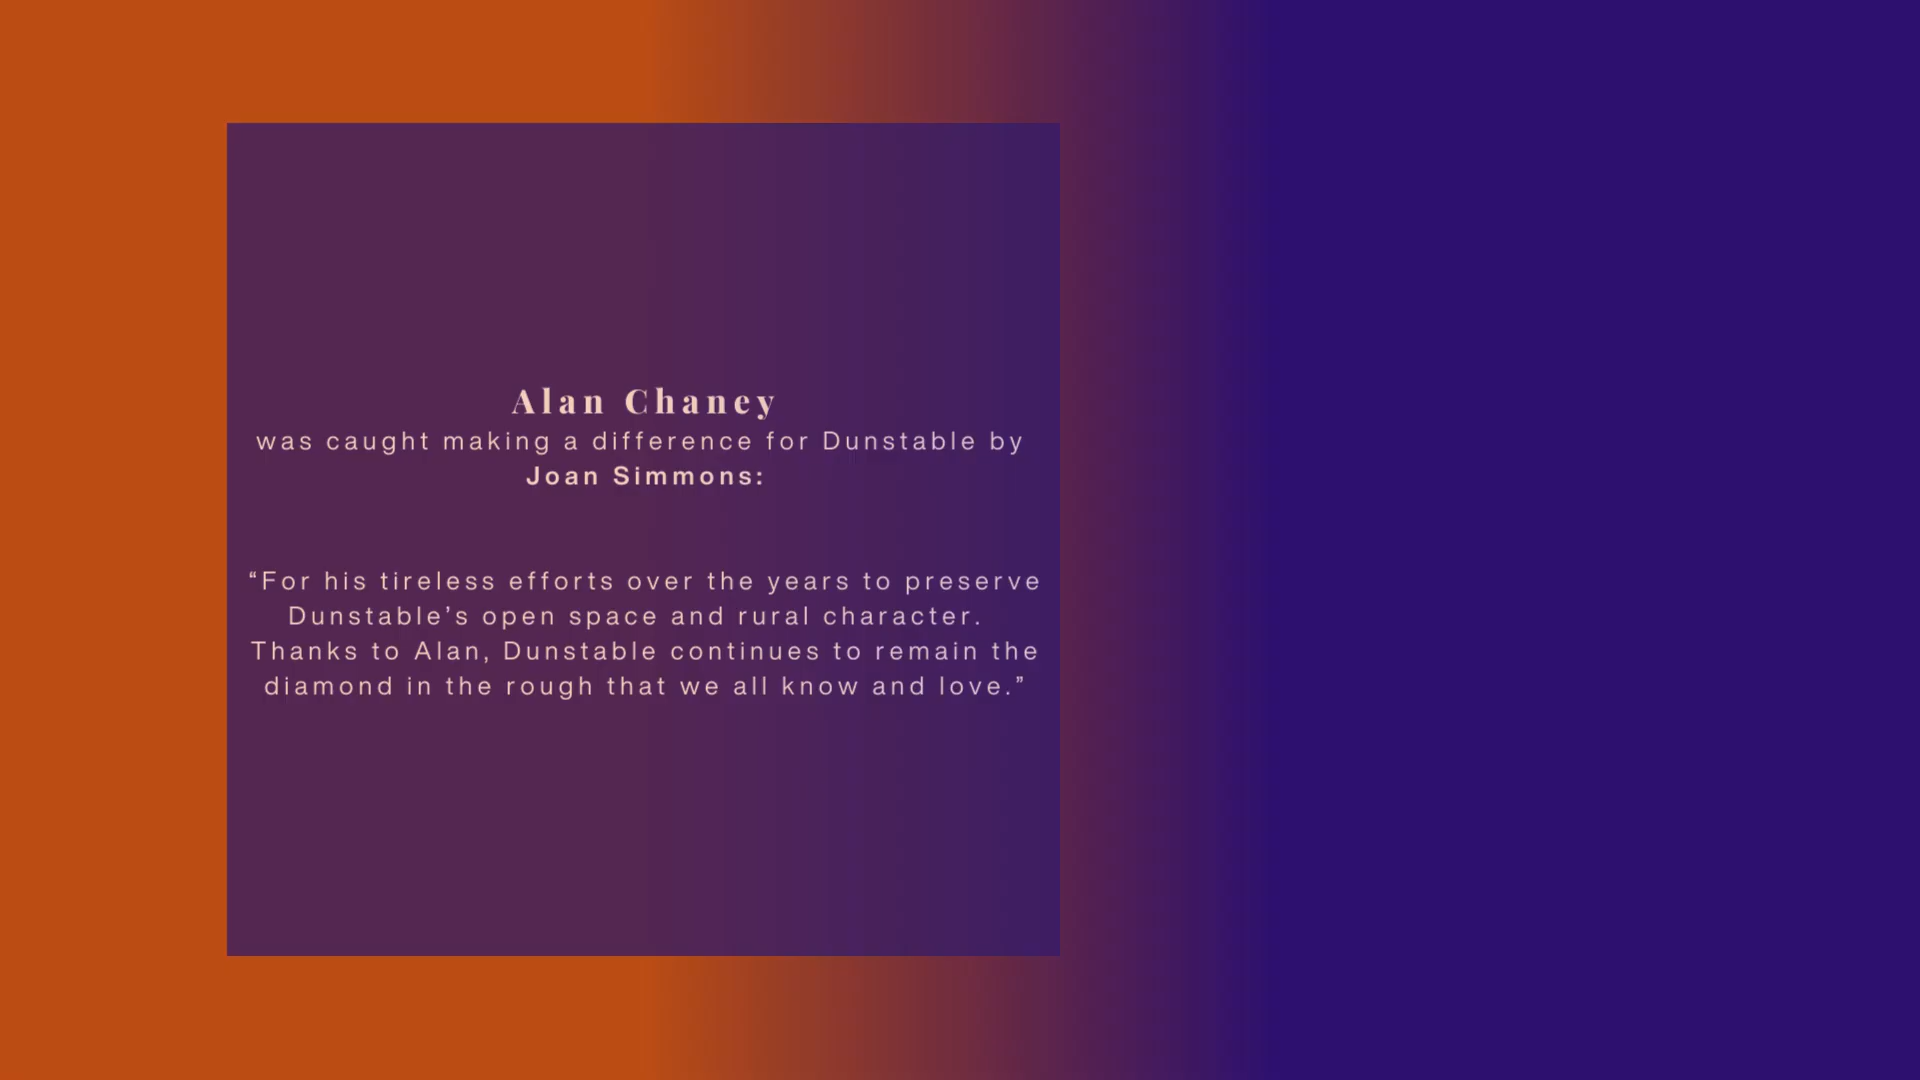 Alan Chaney
was caught making a difference for Dunstable by
Joan Simmons:
“For his tireless efforts over the years to preserve
Dunstable’s open space and rural character.
Thanks to Alan, Dunstable continues to remain the
diamond in the rough that we all know and love.”